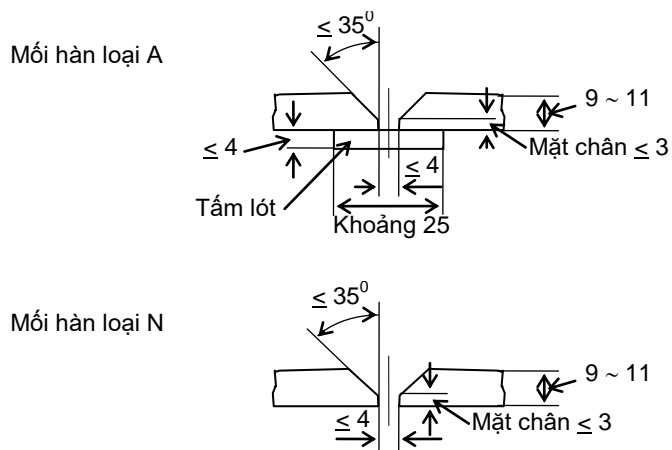 ≤ 35⁰
Mối hàn loại A
9 ~ 11
≤ 4
Mặt chân ≤ 3
≤ 4
Tấm lót
Khoảng 25
≤ 35⁰
Mối hàn loại N
9 ~ 11
≤ 4
Mặt chân ≤ 3